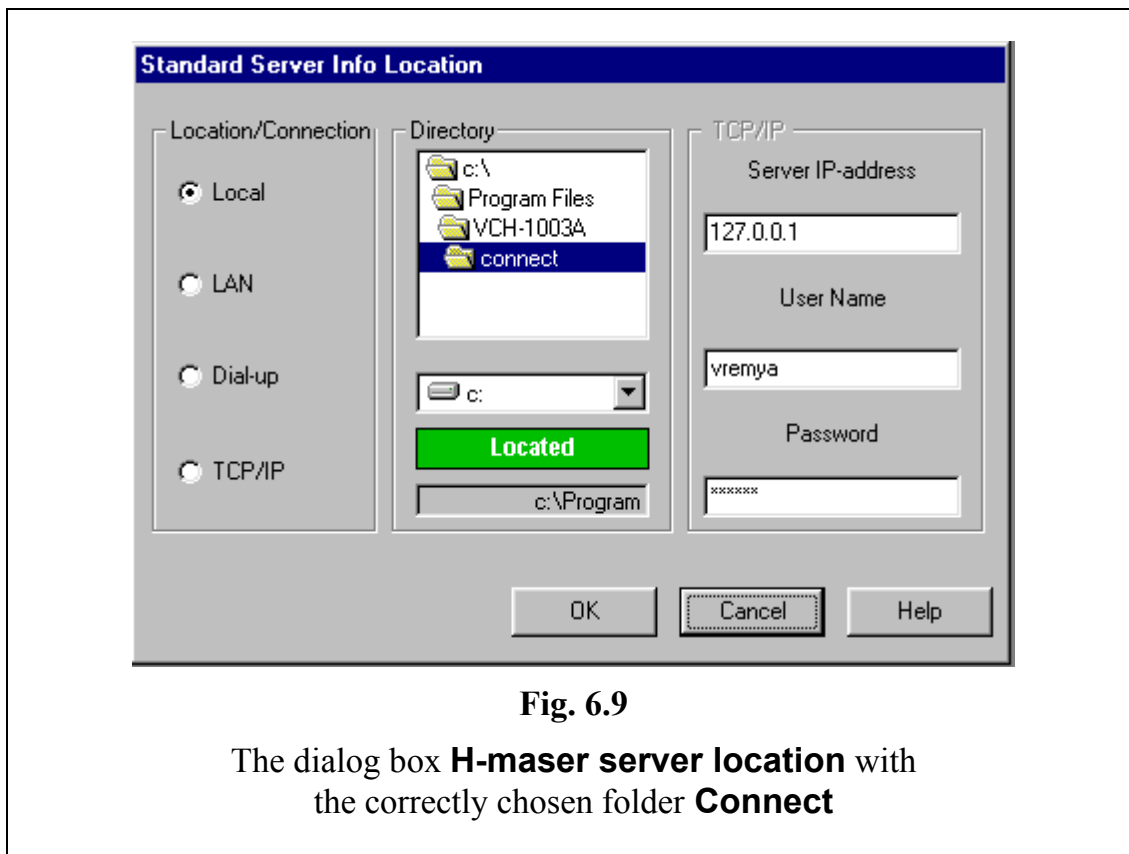 Standard Server Info Location
Location/Connection
Local
LAN
Dial-up
TCP/IP
Directory
c:\
Program Files
VCH-1003A
connect
c:
Located
c:\Program
TCP/IP
Server IP-address
127.0.0.1
User Name
vremya
Password
××××××
OK
Cancel
Help
Fig. 6.9
The dialog box H-maser server location with
the correctly chosen folder Connect